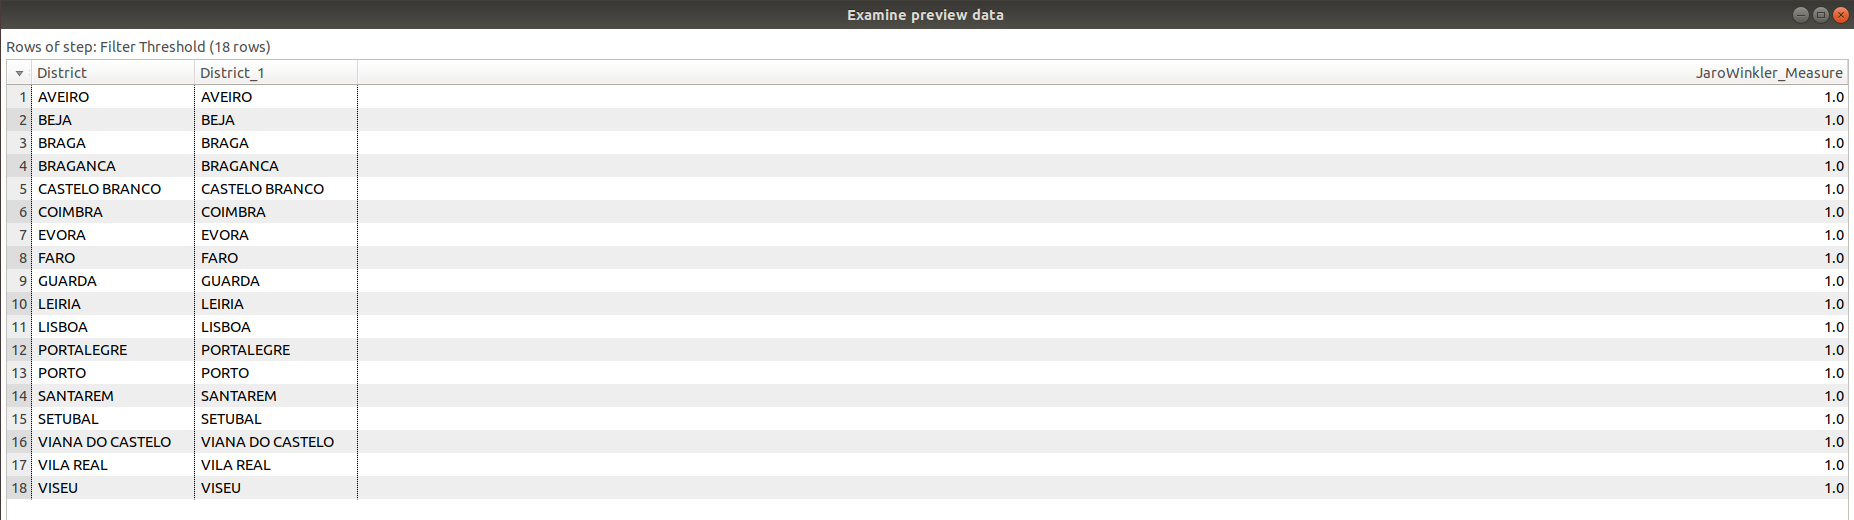 Examine preview data
Rows of step: Filter Threshold (18 rows)
District District_1 JaroWinkler_Measure
1 AVEIRO AVEIRO 1.0
2 BEJA BEJA 1.0
3 BRAGA BRAGA 1.0
4 BRAGANCA BRAGANCA 1.0
5 CASTELO BRANCO CASTELO BRANCO 1.0
6 COIMBRA COIMBRA 1.0
7 EVORA EVORA 1.0
8 FARO FARO 1.0
9 GUARDA GUARDA 1.0
10 LEIRIA LEIRIA 1.0
11 LISBOA LISBOA 1.0
12 PORTALEGRE PORTALEGRE 1.0
13 PORTO PORTO 1.0
14 SANTAREM SANTAREM 1.0
15 SETUBAL SETUBAL 1.0
16 VIANA DO CASTELO VIANA DO CASTELO 1.0
17 VILA REAL VILA REAL 1.0
18 VISEU VISEU 1.0